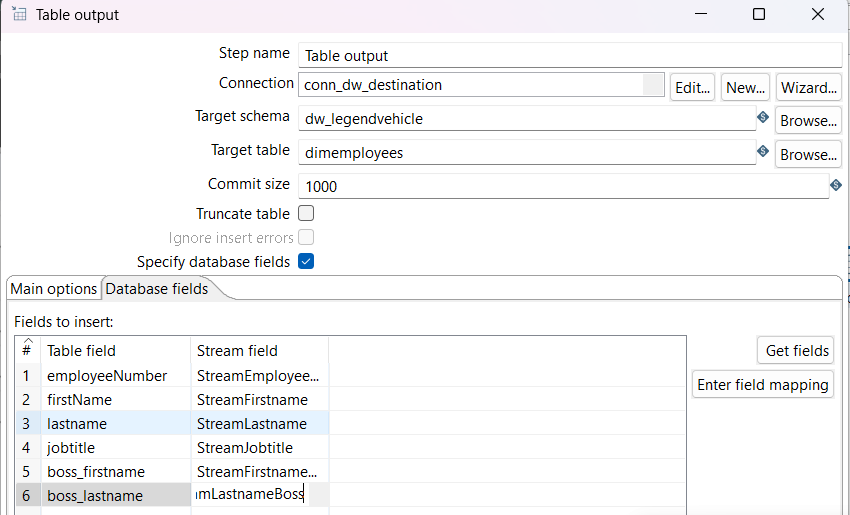 Table output
Step name Table output
Connection conn_dw_destination Edit... New... Wizard...
Target schema dw_legendvehicle S Browse...
Target table dimemployees S Browse...
Commit size 1000 S
Truncate table
Ignore insert errors
Specify database fields
Main options Database fields
Fields to insert:
# Table field Stream field
Get fields
1 employeeNumber StreamEmployee...
Enter field mapping
2 firstName StreamFirstname
3 lastname StreamLastname
4 jobtitle StreamJobtitle
5 boss_firstname StreamFirstname...
6 boss_lastname amLastnameBoss